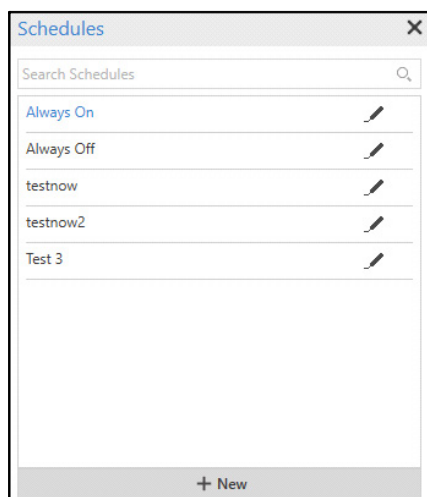 Schedules
Search Schedules
Always On
Always Off
testnow
testnow2
Test 3
+ New